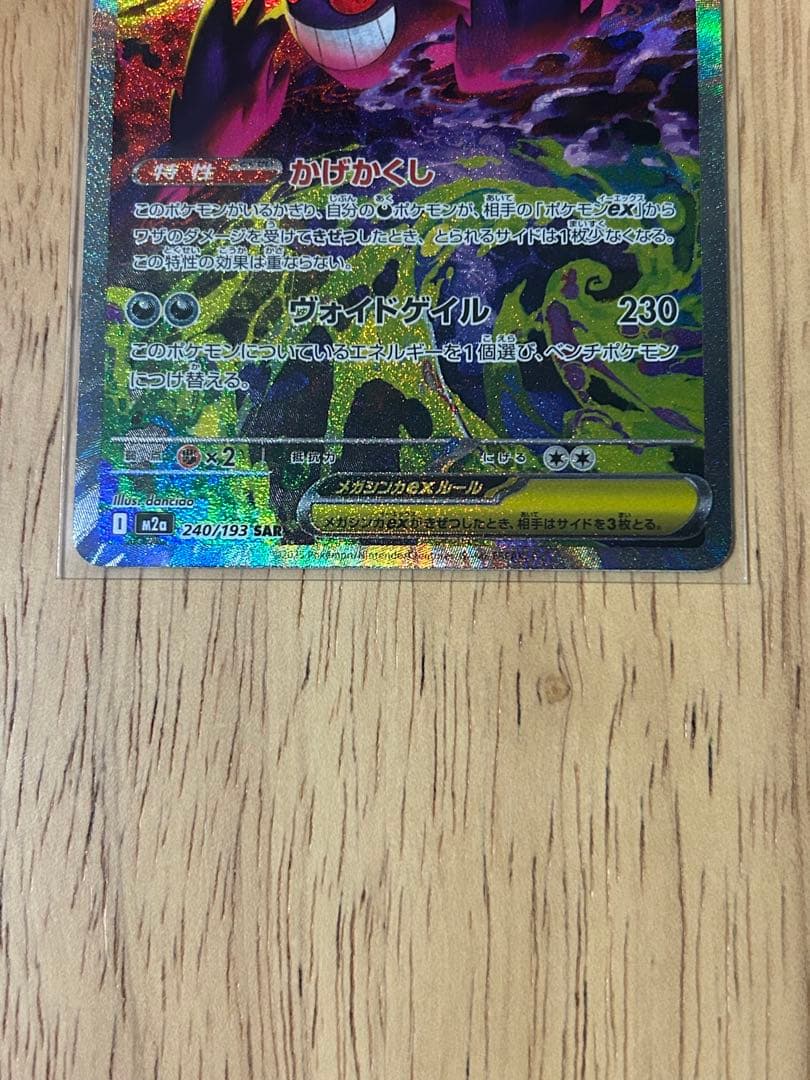 特性 かげかくし
このポケモンがいるかぎり、自分のポケモンが、相手の「ポケモンex」から
ワザのダメージを受けてきぜつしたとき、とられるサイドは1枚少なくなる。
この特性の効果は重ならない。
ヴォイドゲイル 230
このポケモンについているエネルギーを1個選び、ベンチポケモン
につけ替える。
×2 抵抗力 にげる
メガシンカexルール
Illus. danciao
メガシンカexがきぜつしたとき、相手はサイドを3枚とる。
I M2a 240/193 SAR